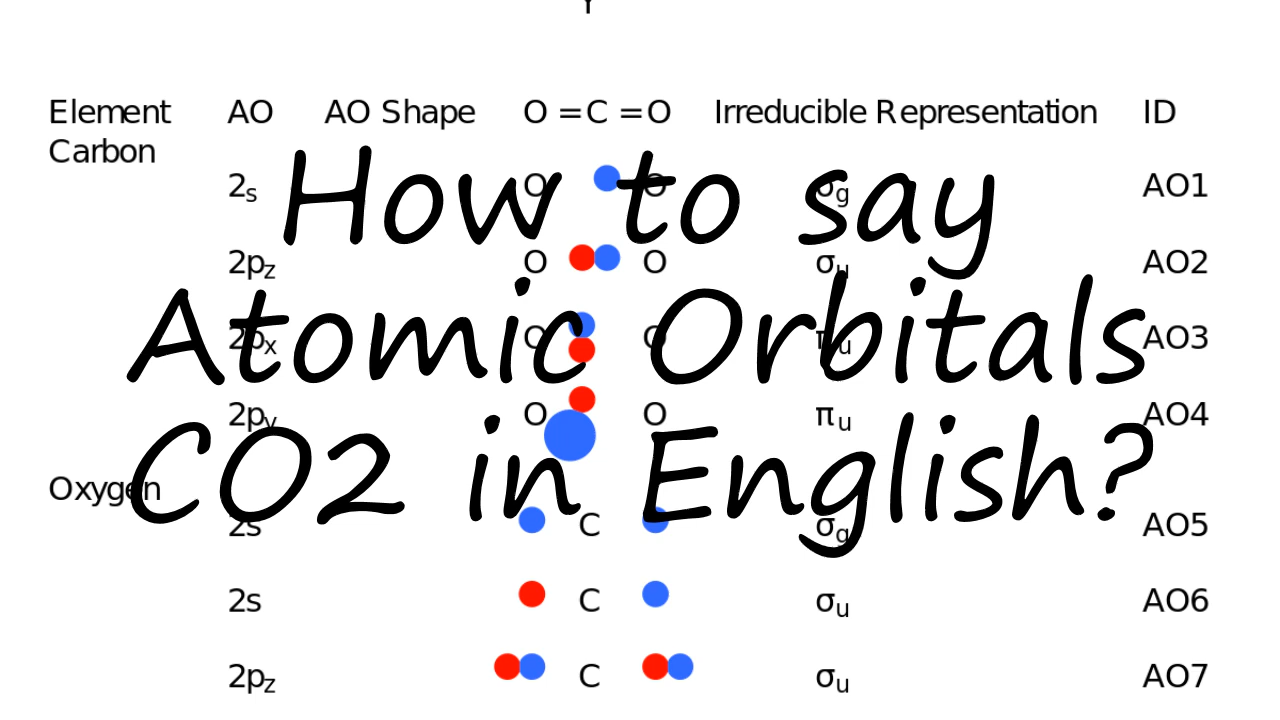 Y
Element AO AO Shape O =C =O Irreducible Representation ID
Carbon
2s O O σg AO1
How to say
2pz O O σu AO2
2px O O πu AO3
Atomic Orbitals
2py O O πu AO4
CO2 in English?
Oxygen
2s C σg AO5
2s C σu AO6
2pz C σu AO7